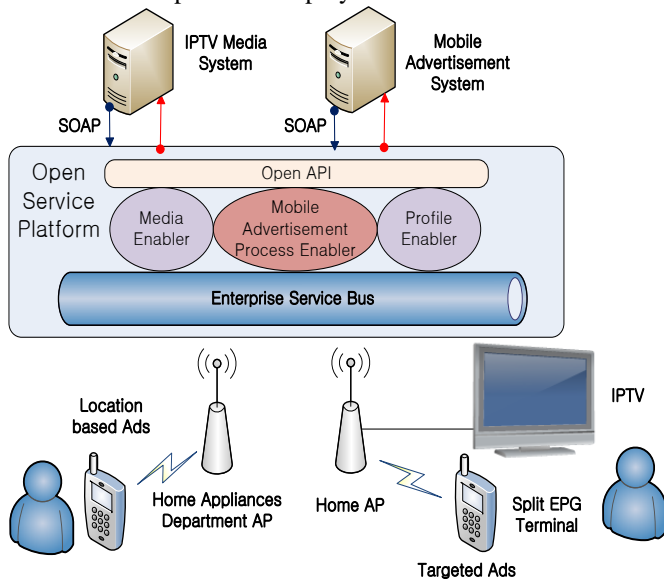 IPTV Media
System
Mobile
Advertisement
System
SOAP
SOAP
Open
Service
Platform
Open API
Media
Enabler
Mobile
Advertisement
Process Enabler
Profile
Enabler
Enterprise Service Bus
Location
based Ads
IPTV
Home Appliances
Department AP
Home AP
Split EPG
Terminal
Targeted Ads